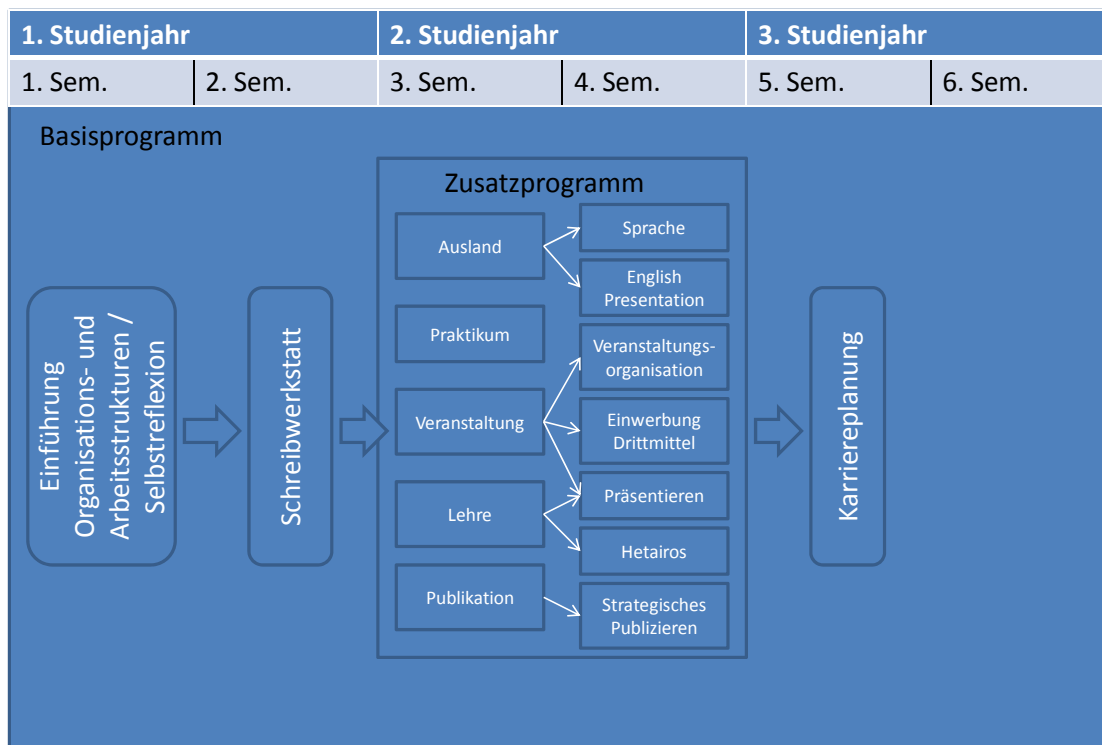 1. Studienjahr
2. Studienjahr
3. Studienjahr
1. Sem.
2. Sem.
3. Sem.
4. Sem.
5. Sem.
6. Sem.
Basisprogramm
Einführung
Organisations- und
Arbeitsstrukturen /
Selbstreflexion
Schreibwerkstatt
Zusatzprogramm
Ausland
Sprache
English
Presentation
Praktikum
Veranstaltung
Veranstaltungs-
organisation
Einwerbung
Drittmittel
Präsentieren
Lehre
Hetairos
Publikation
Strategisches
Publizieren
Karriereplanung